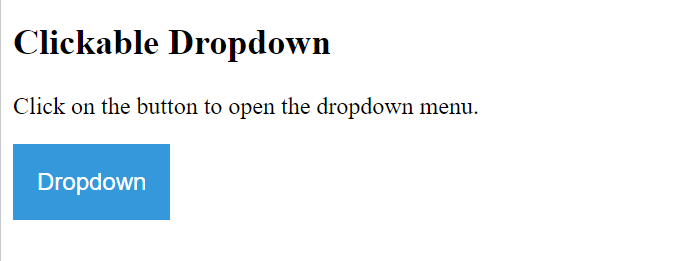 Clickable Dropdown
Click on the button to open the dropdown menu.
Dropdown